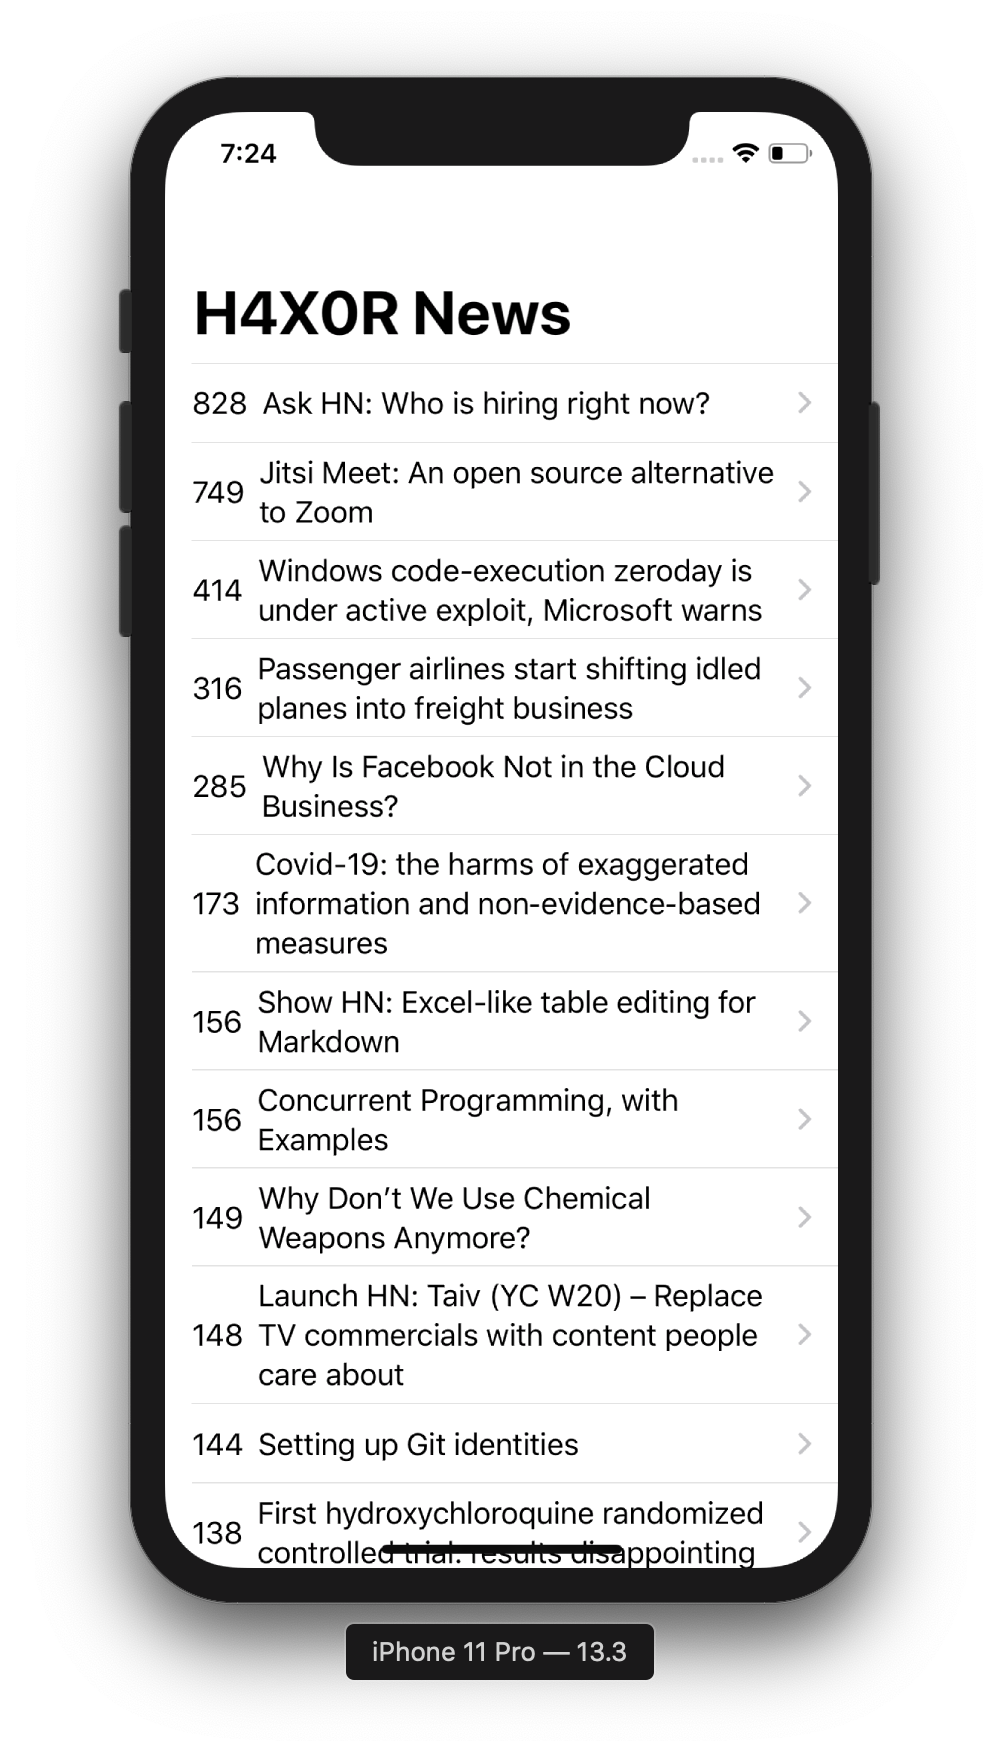 7:24
H4X0R News
828 Ask HN: Who is hiring right now?
749 Jitsi Meet: An open source alternative
to Zoom
414 Windows code-execution zeroday is
under active exploit, Microsoft warns
316 Passenger airlines start shifting idled
planes into freight business
285 Why Is Facebook Not in the Cloud
Business?
Covid-19: the harms of exaggerated
173 information and non-evidence-based
measures
156 Show HN: Excel-like table editing for
Markdown
156 Concurrent Programming, with
Examples
149 Why Don’t We Use Chemical
Weapons Anymore?
Launch HN: Taiv (YC W20) – Replace
148 TV commercials with content people
care about
144 Setting up Git identities
138 First hydroxychloroquine randomized
controlled trial: results disappointing
iPhone 11 Pro — 13.3